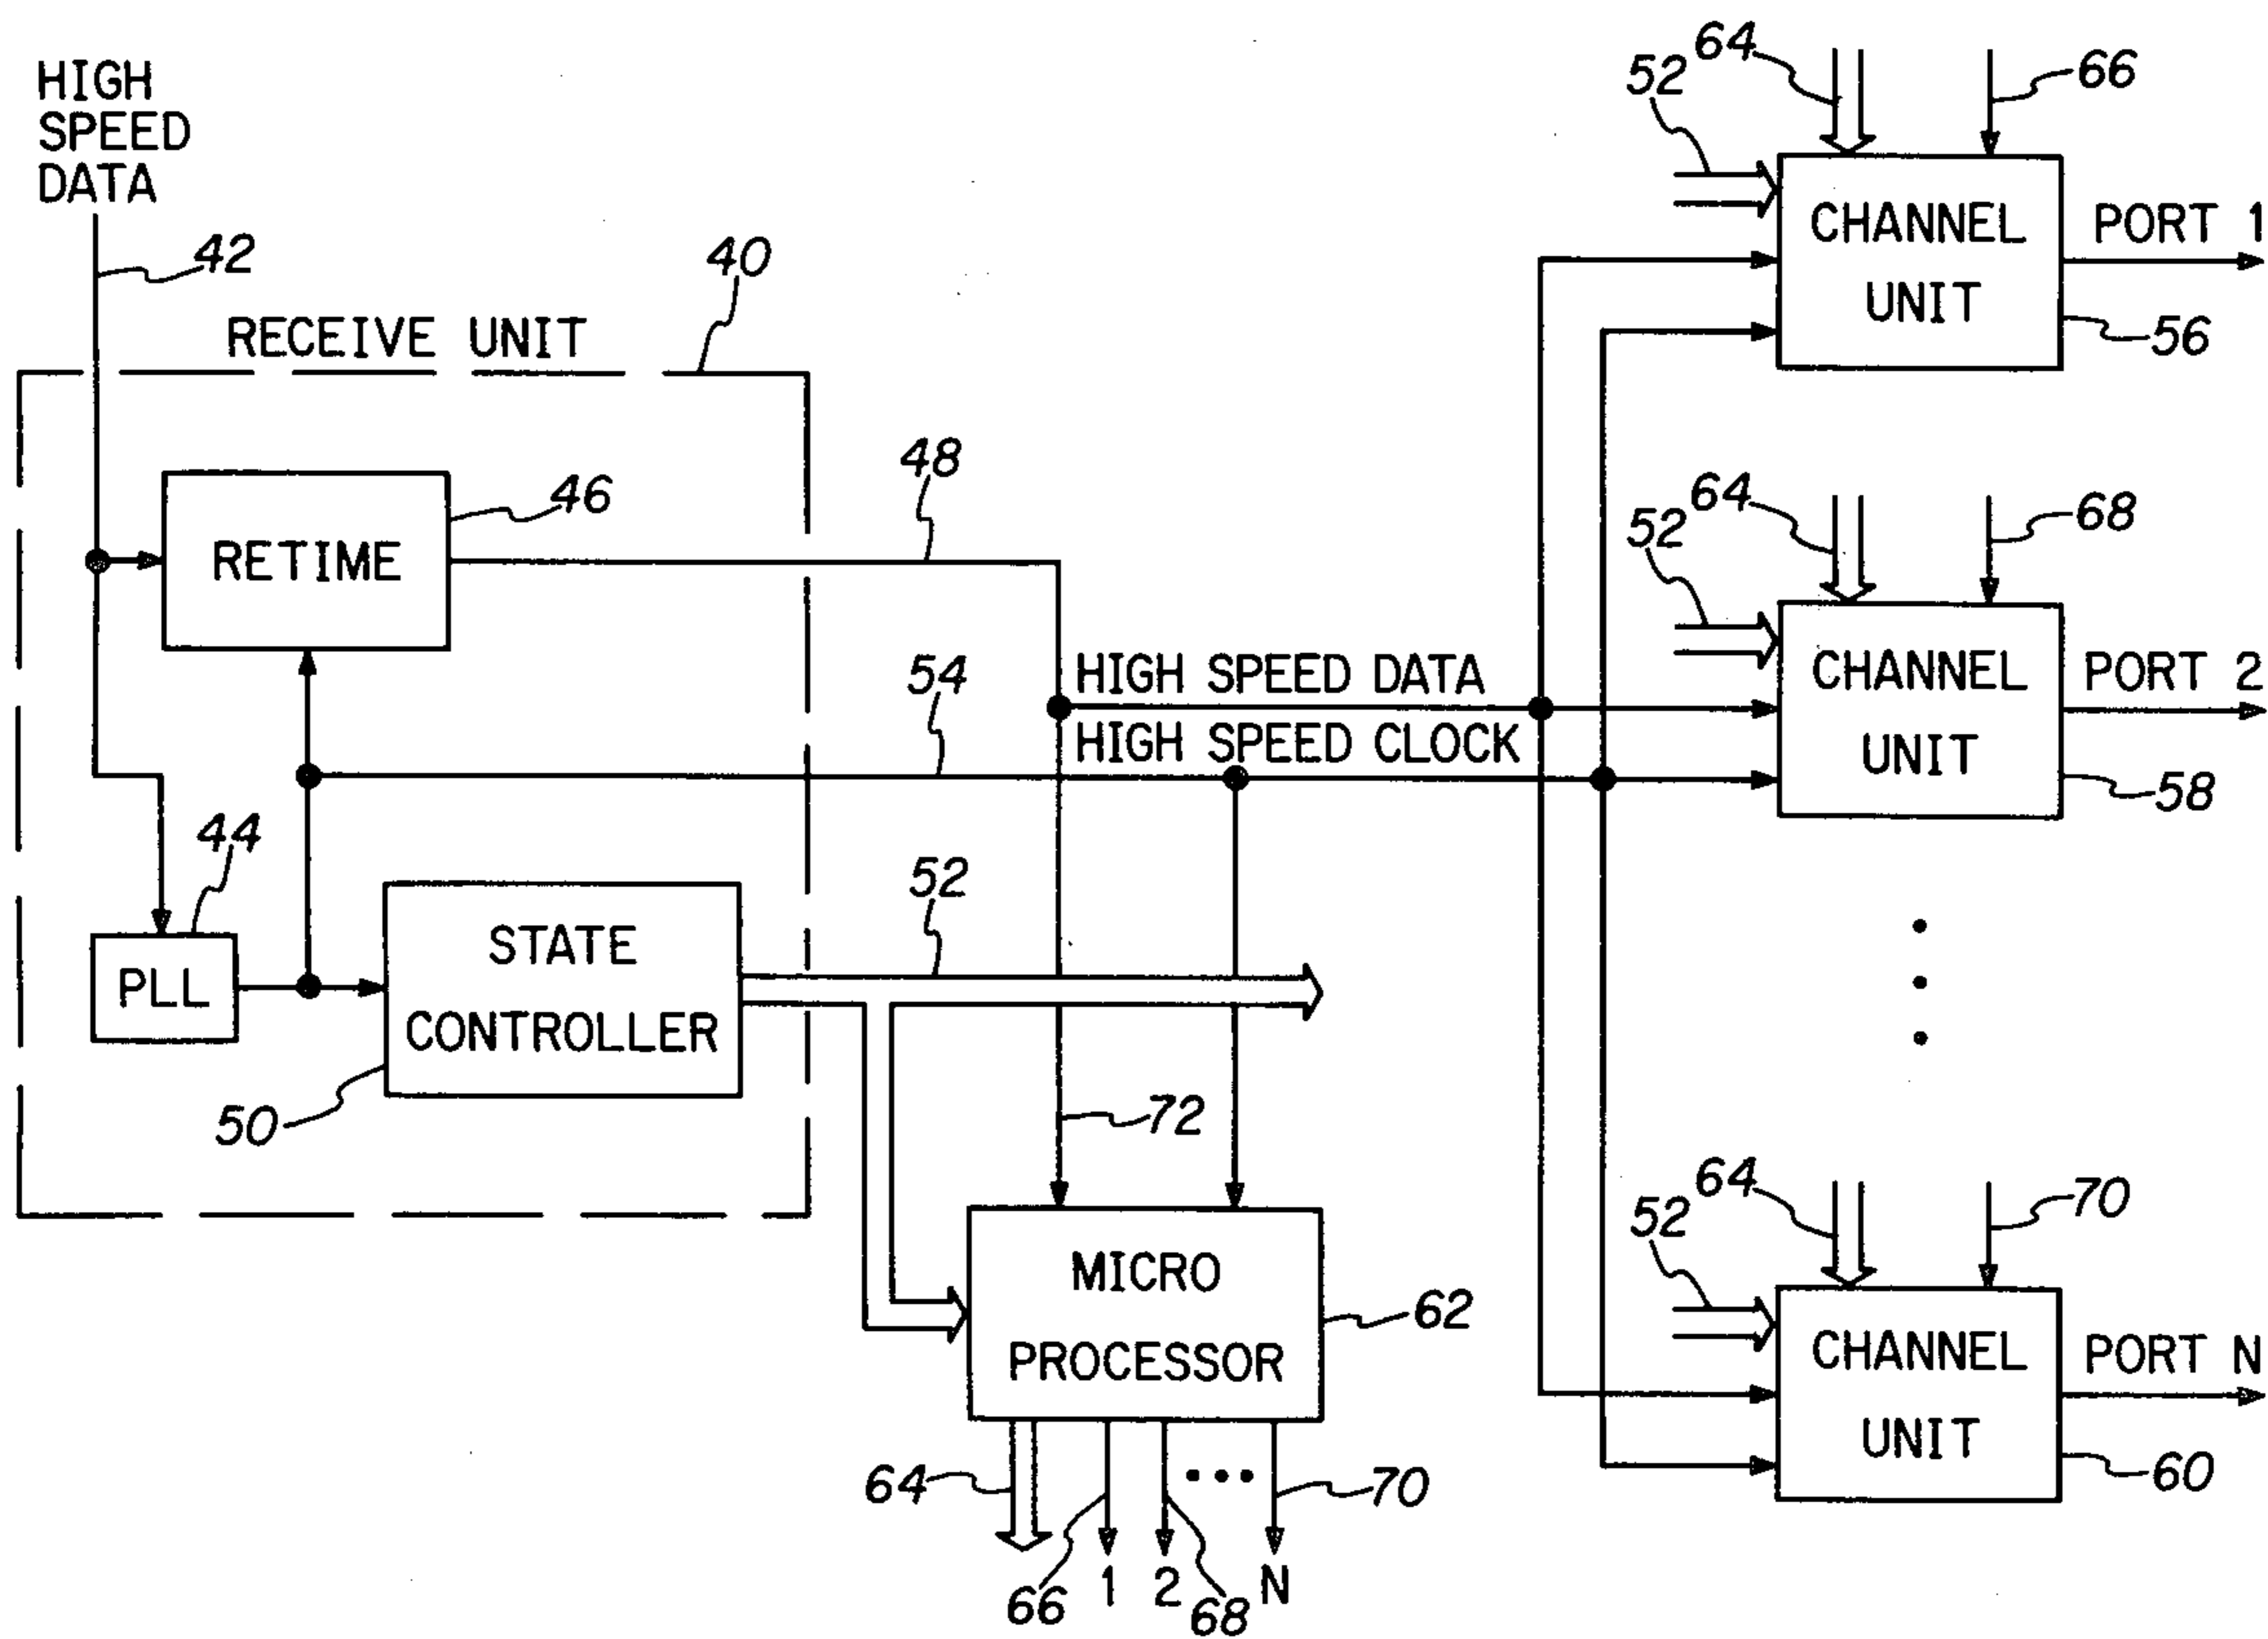 HIGH
SPEED
DATA
42
RECEIVE UNIT
40
RETIME
46
48
54
HIGH SPEED DATA
HIGH SPEED CLOCK
PLL
44
STATE
CONTROLLER
50
52
72
MICRO
PROCESSOR
62
64
66
1
2
68
N
70
52
64
66
CHANNEL
UNIT
PORT 1
56
52
64
68
CHANNEL
UNIT
PORT 2
58
52
64
70
CHANNEL
UNIT
PORT N
60